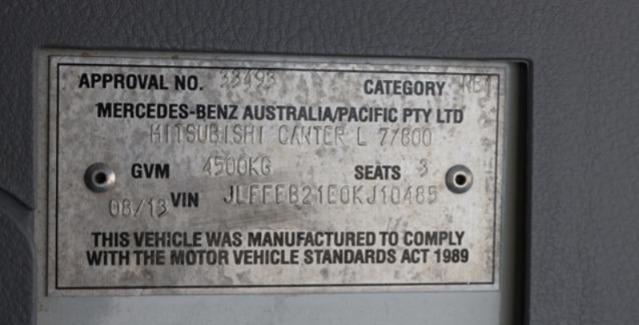 APPROVAL NO. 38493 CATEGORY NB1
MERCEDES-BENZ AUSTRALIA/PACIFIC PTY LTD
MITSUBISHI CANTER L 7/800
GVM 4500KG SEATS 3
08/13 VIN JLFFEB21E0KJ10485
THIS VEHICLE WAS MANUFACTURED TO COMPLY
WITH THE MOTOR VEHICLE STANDARDS ACT 1989